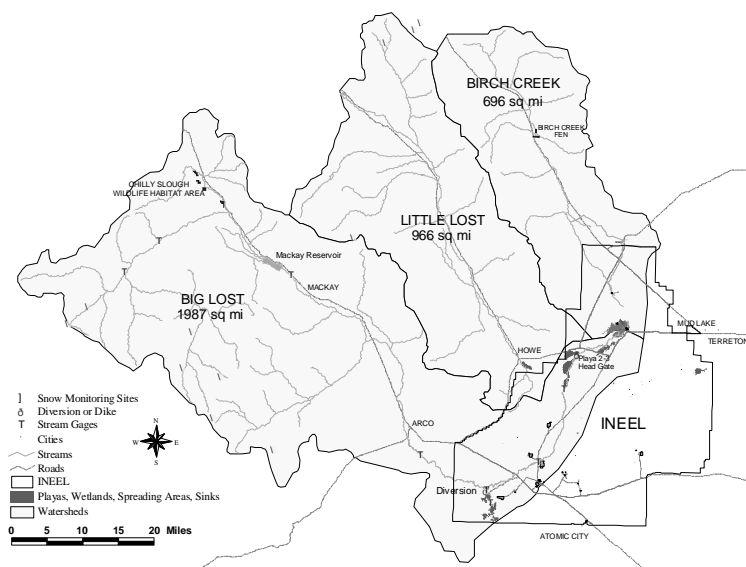 BIRCH CREEK
696 sq mi
BIRCH CREEK
FEN
CHILLY SLOUGH
WILDLIFE HABITAT AREA
LITTLE LOST
966 sq mi
Mackay Reservoir
MACKAY
BIG LOST
1987 sq mi
MUD LAKE
TERRETON
HOWE
Playa 2-3
Head Gate
INEEL
ARCO
Diversion
ATOMIC CITY
Snow Monitoring Sites
Diversion or Dike
T Stream Gages
Cities
Streams
Roads
INEEL
Playas, Wetlands, Spreading Areas, Sinks
Watersheds
N
W E
S
0 5 10 15 20 Miles